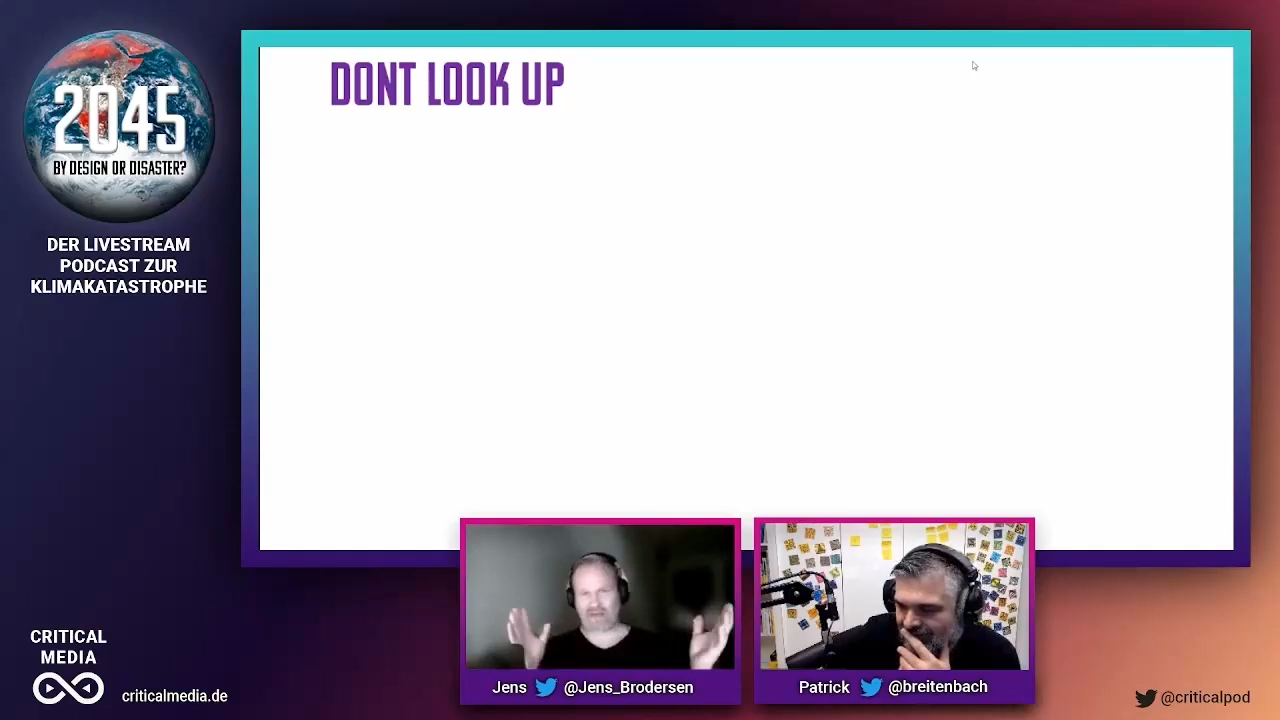 DONT LOOK UP
2045
BY DESIGN OR DISASTER?
DER LIVESTREAM
PODCAST ZUR
KLIMAKATASTROPHE
CRITICAL
MEDIA
criticalmedia.de
Jens @Jens_Brodersen
Patrick @breitenbach
@criticalpod